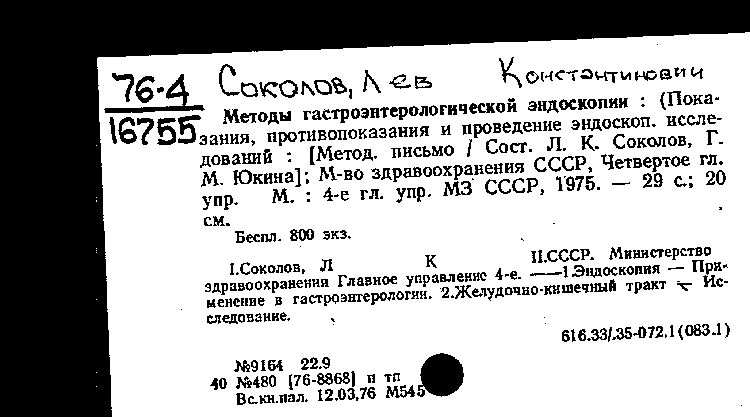 76-4
16755
Соколов, Лев Константинович
Методы гастроэнтерологической эндоскопии : (Пока-
зания, противопоказания и проведение эндоскоп. иссле-
дований : [Метод. письмо / Сост. Л. К. Соколов, Г.
М. Юкина]; М-во здравоохранения СССР, Четвертое гл.
упр. М. : 4-е гл. упр. МЗ СССР, 1975. — 29 с.; 20
см.
Беспл. 800 экз.
I.Соколов, Л К II.СССР. Министерство
здравоохранения Главное управление 4-е. ——1.Эндоскопия — При-
менение в гастроэнтерологии. 2.Желудочно-кишечный тракт — Ис-
следование.
616.33/.35-072.1(083.1)
№9164 22.9
40 №480 [76-8868] п тп
Вс.кн.пал. 12.03.76 М545